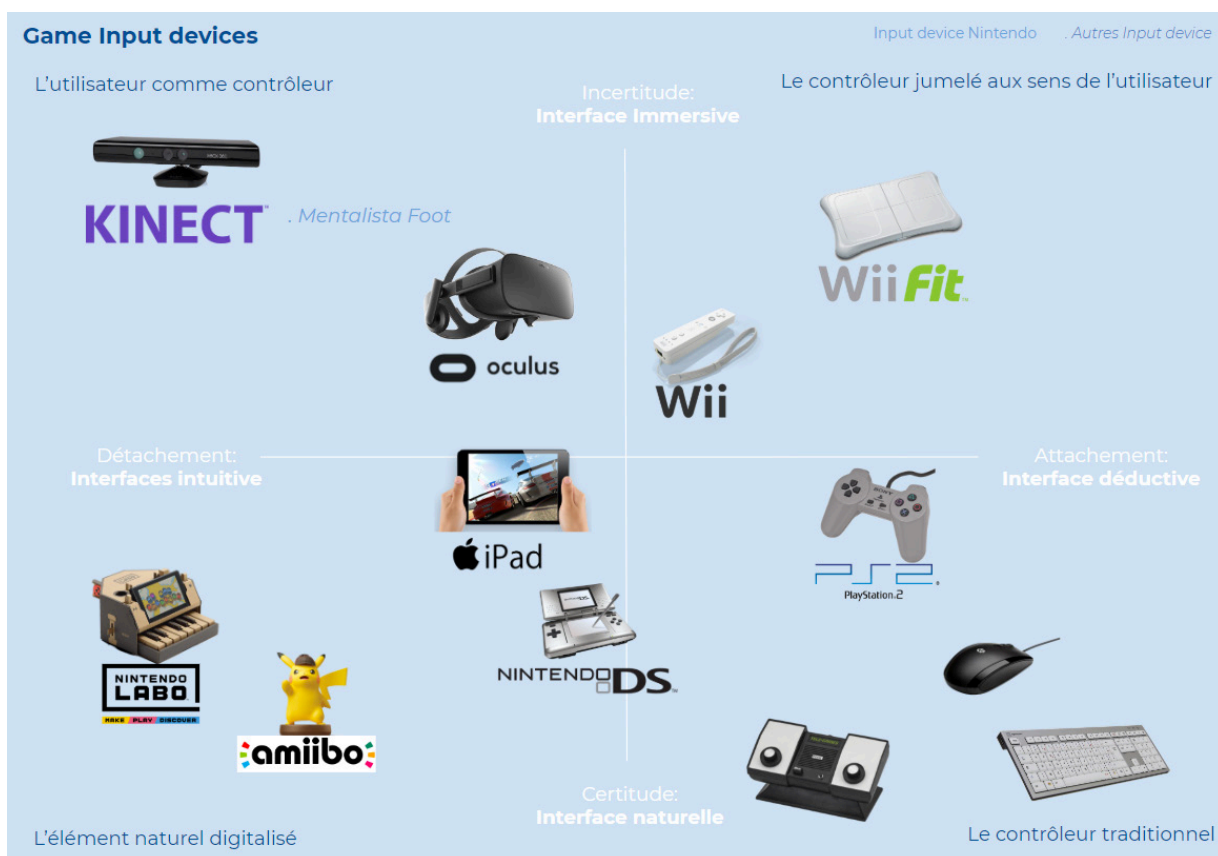 Game Input devices
Input device Nintendo
. Autres Input device
L'utilisateur comme contrôleur
Le contrôleur jumelé aux sens de l'utilisateur
Incertitude:
Interface Immersive
KINECT
. Mentalista Foot
Wii Fit
oculus
Wii
Détachement:
Interfaces intuitive
Attachement:
Interface déductive
SONY
iPad
PS2
PlayStation.2
NINTENDO DS
NINTENDO
LABO
MAKE PLAY DISCOVER
amiibo
Certitude:
Interface naturelle
L'élément naturel digitalisé
Le contrôleur traditionnel